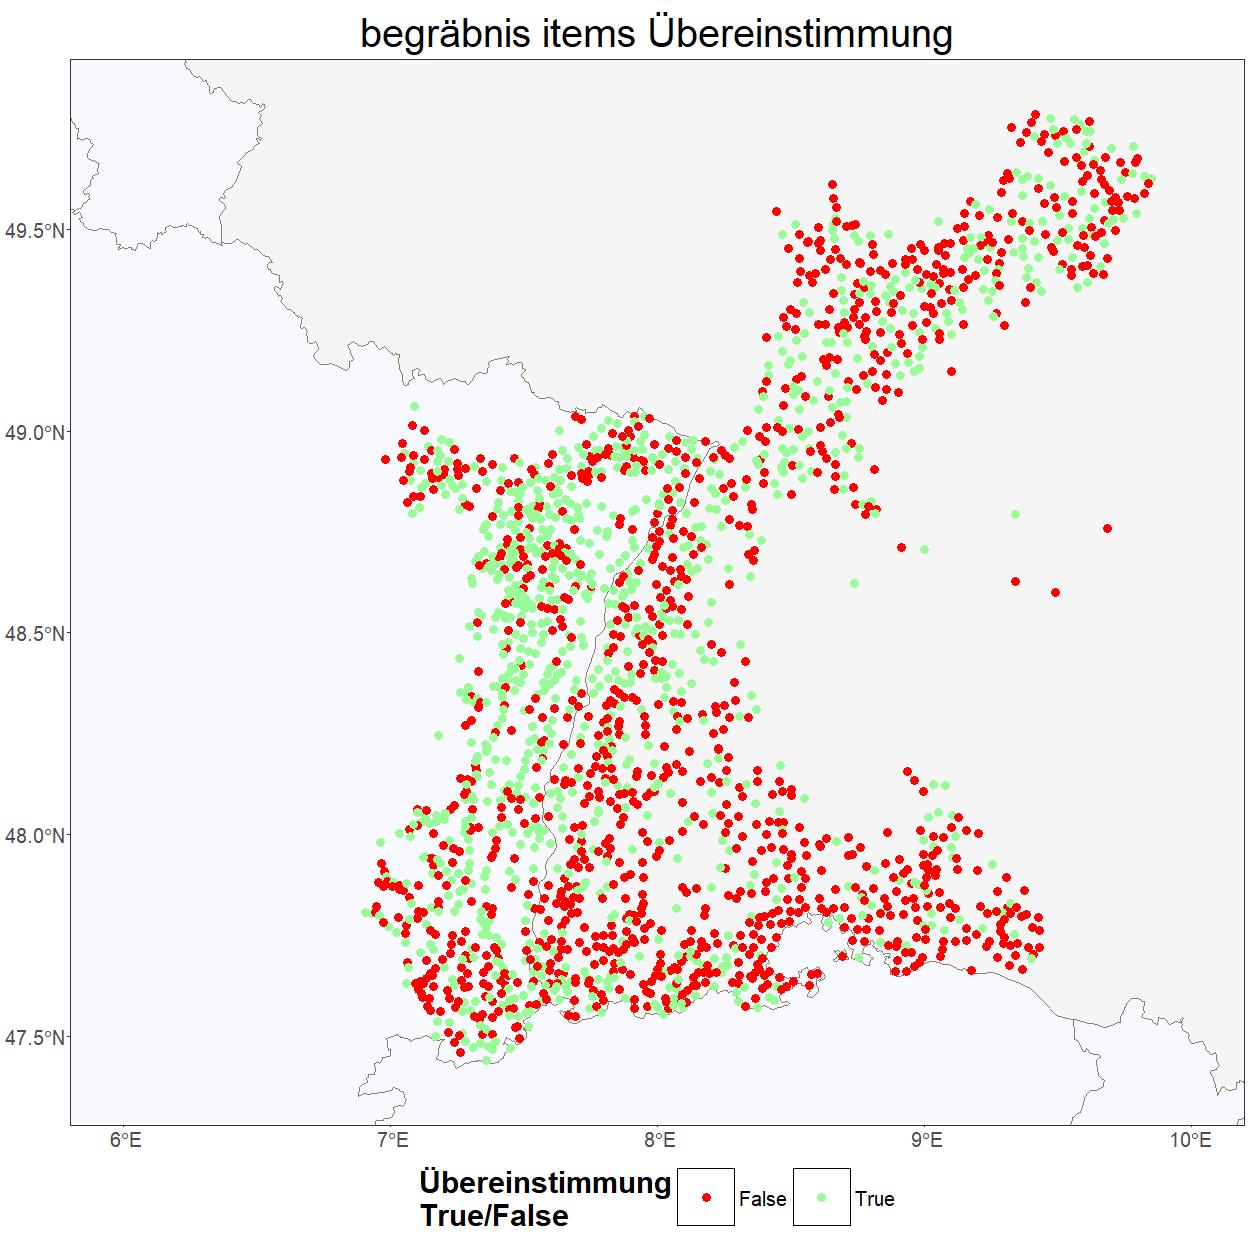 begräbnis items Übereinstimmung
49.5°N
49.0°N
48.5°N
48.0°N
47.5°N
6°E
7°E
8°E
9°E
10°E
Übereinstimmung
True/False
False
True